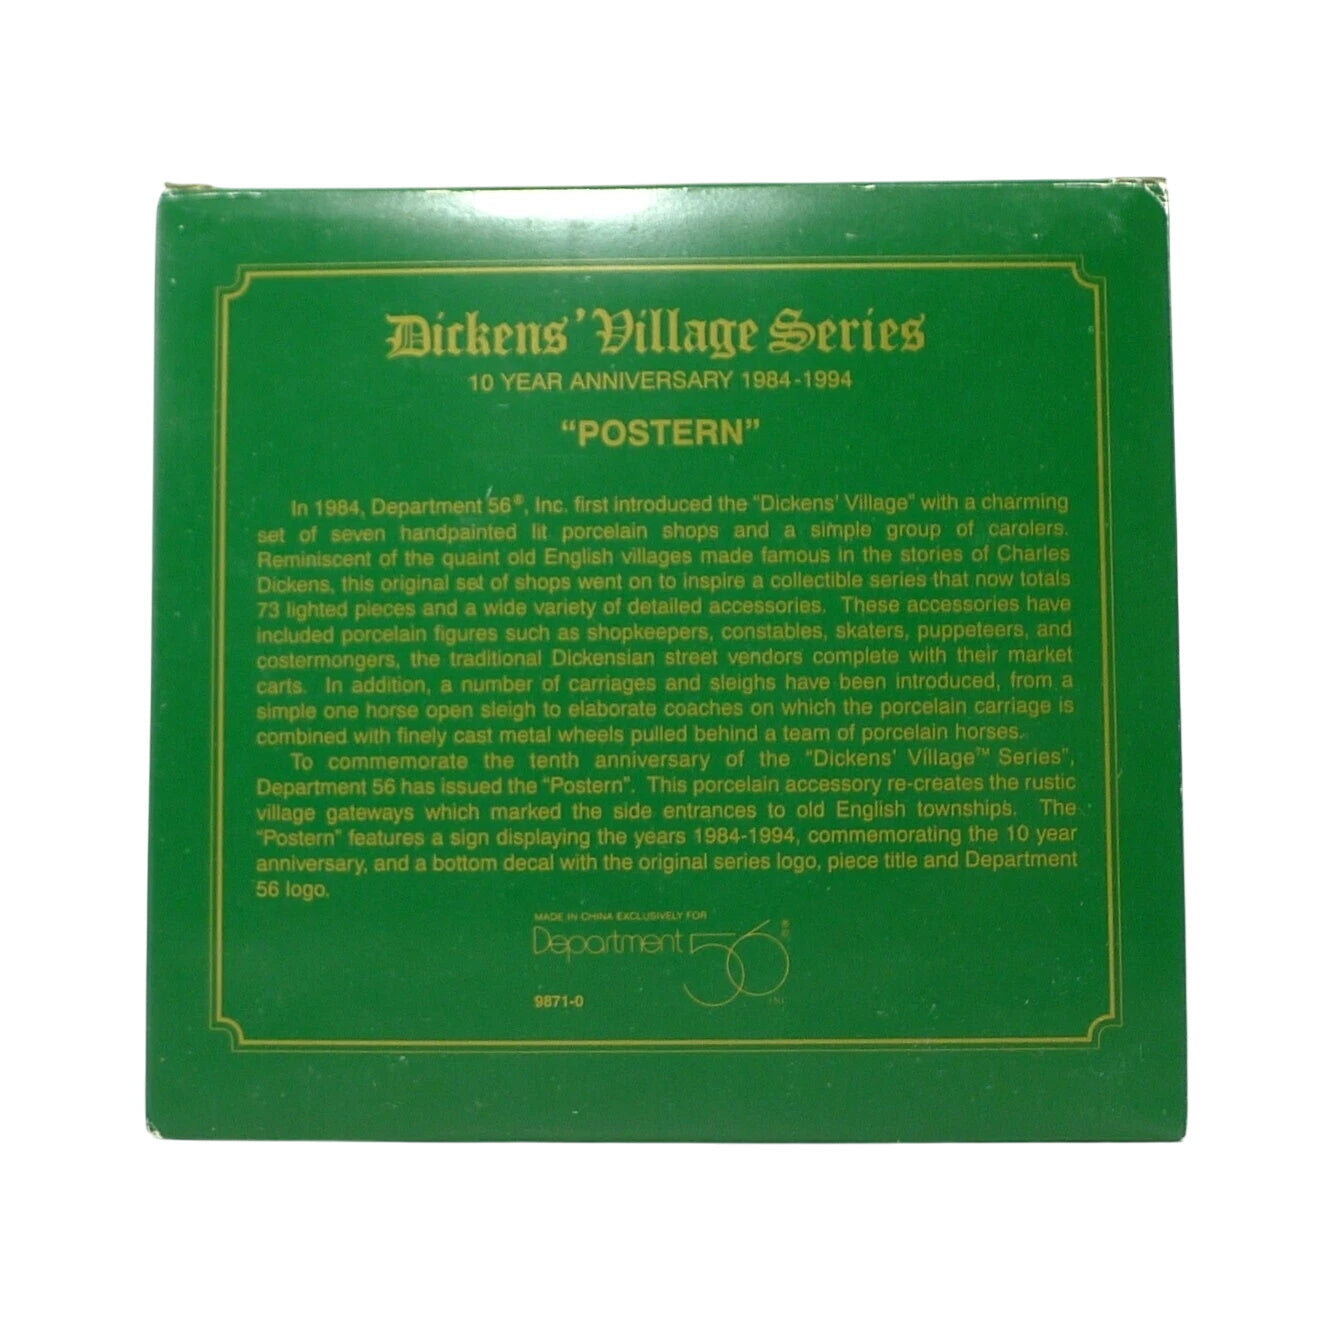 Dickens' Village Series
10 YEAR ANNIVERSARY 1984-1994
"POSTERN"
In 1984, Department 56®, Inc. first introduced the "Dickens' Village" with a charming
set of seven handpainted lit porcelain shops and a simple group of carolers.
Reminiscent of the quaint old English villages made famous in the stories of Charles
Dickens, this original set of shops went on to inspire a collectible series that now totals
73 lighted pieces and a wide variety of detailed accessories. These accessories have
included porcelain figures such as shopkeepers, constables, skaters, puppeteers, and
costermongers, the traditional Dickensian street vendors complete with their market
carts. In addition, a number of carriages and sleighs have been introduced, from a
simple one horse open sleigh to elaborate coaches on which the porcelain carriage is
combined with finely cast metal wheels pulled behind a team of porcelain horses.
To commemorate the tenth anniversary of the "Dickens' Village™ Series",
Department 56 has issued the "Postern". This porcelain accessory re-creates the rustic
village gateways which marked the side entrances to old English townships. The
"Postern" features a sign displaying the years 1984-1994, commemorating the 10 year
anniversary, and a bottom decal with the original series logo, piece title and Department
56 logo.
MADE IN CHINA EXCLUSIVELY FOR
Department 56®
INC
9871-0